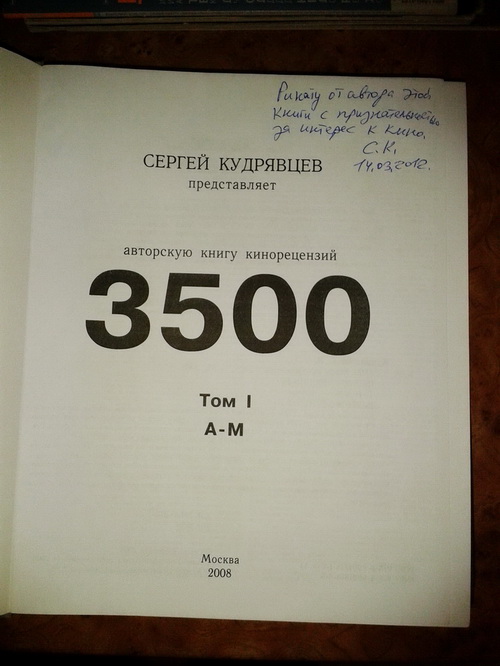 Ринату от автора этой
книги с признательностью
за интерес к кино.
С.К.
14.03.2012.
СЕРГЕЙ КУДРЯВЦЕВ
представляет
авторскую книгу кинорецензий
3500
Том I
А-М
Москва
2008